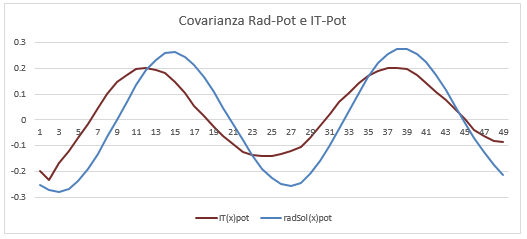 Covarianza Rad-Pot e IT-Pot
0.3
0.2
0.1
0
-0.1
-0.2
-0.3
1 3 5 7 9 11 13 15 17 19 21 23 25 27 29 31 33 35 37 39 41 43 45 47 49
IT(x)pot radSol(x)pot